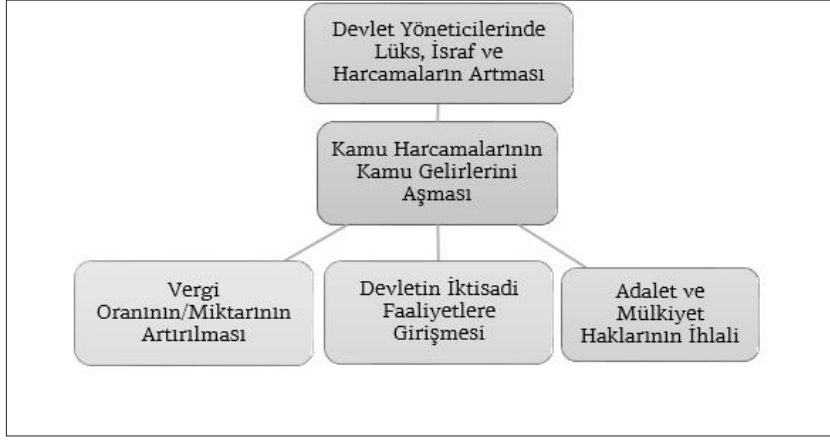 Devlet Yöneticilerinde
Lüks, İsraf ve
Harcamaların Artması
Kamu Harcamalarının
Kamu Gelirlerini
Aşması
Vergi
Oranının/Miktarının
Artırılması
Devletin İktisadi
Faaliyetlere
Girişmesi
Adalet ve
Mülkiyet
Haklarının İhlali